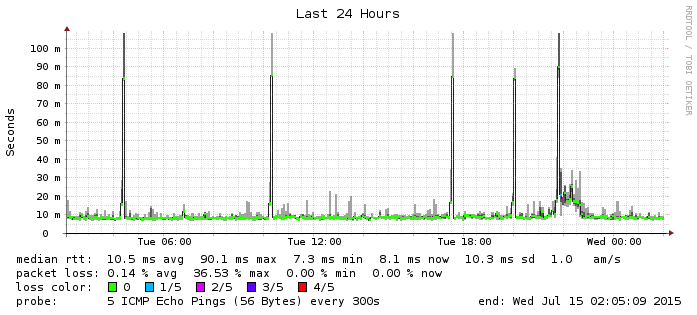 Last 24 Hours
RRDTOOL / TOBI OETIKER
Seconds
100 m
90 m
80 m
70 m
60 m
50 m
40 m
30 m
20 m
10 m
0
Tue 06:00 Tue 12:00 Tue 18:00 Wed 00:00
median rtt: 10.5 ms avg 90.1 ms max 7.3 ms min 8.1 ms now 10.3 ms sd 1.0 am/s
packet loss: 0.14 % avg 36.53 % max 0.00 % min 0.00 % now
loss color: 0 1/5 2/5 3/5 4/5
probe: 5 ICMP Echo Pings (56 Bytes) every 300s end: Wed Jul 15 02:05:09 2015